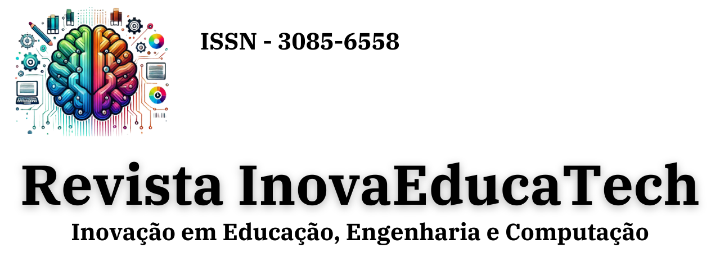 ISSN - 3085-6558
Revista InovaEducaTech
Inovação em Educação, Engenharia e Computação